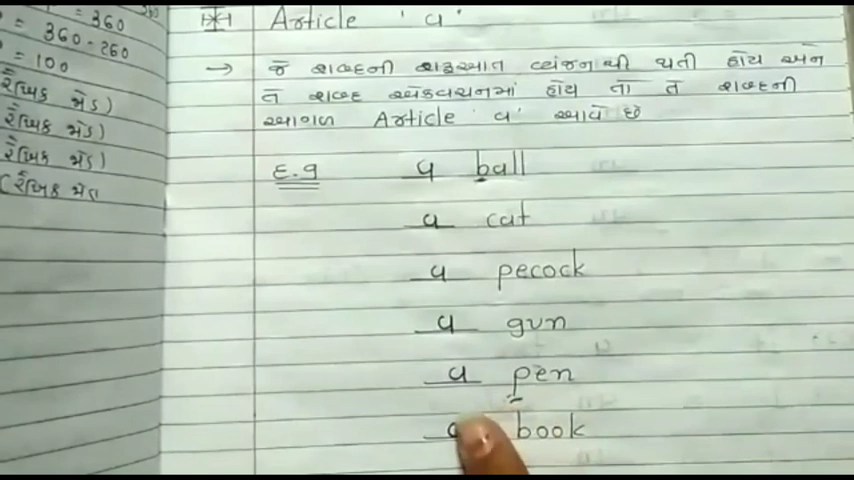 = 360
= 360 - 260
= 100
રૈખિક જોડ)
રૈખિક જોડ)
રૈખિક જોડ)
(રૈખિક જોડ
Article 'a'
→ જે શબ્દની શરૂઆત વ્યંજનથી થતી હોય અને
તે શબ્દ એકવચનમાં હોય તો તે શબ્દની
આગળ Article 'a' આવે છે
E.g a ball
a cat
a pecock
a gun
a pen
a book